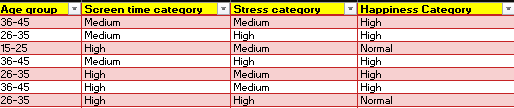 Age group Screen time category Stress category Happiness Category
36-45 Medium Medium High
26-35 Medium High High
15-25 High Medium Normal
36-45 Medium High High
26-35 High Medium High
36-45 High Medium High
26-35 High High Normal